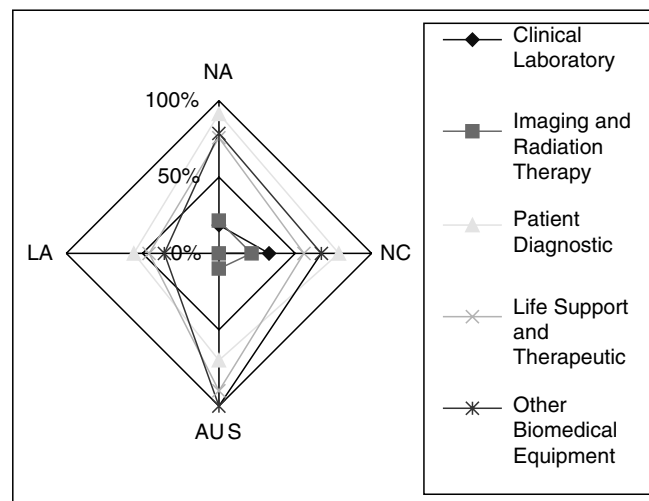 NA
100%
50%
LA
0%
NC
AUS
Clinical
Laboratory
Imaging and
Radiation
Therapy
Patient
Diagnostic
Life Support
and
Therapeutic
Other
Biomedical
Equipment